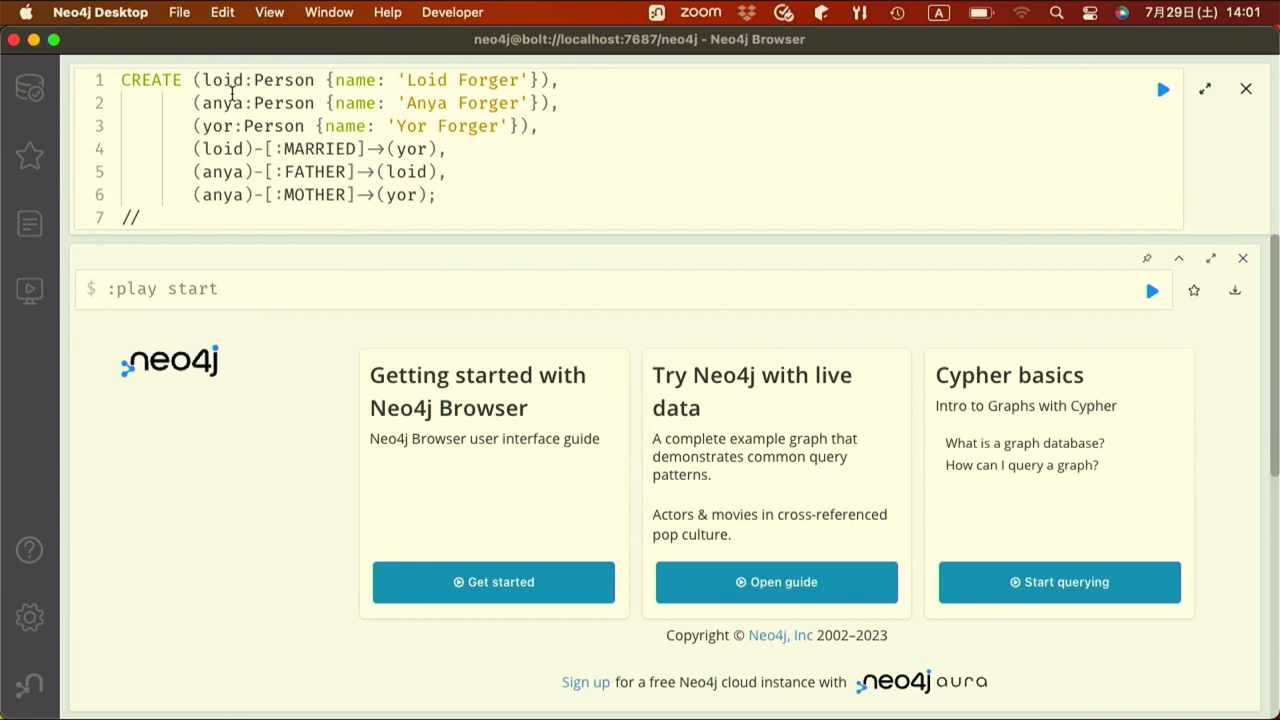 Neo4j Desktop File Edit View Window Help Developer zoom A 7月29日(土) 14:01
neo4j@bolt://localhost:7687/neo4j - Neo4j Browser
1 CREATE (loid:Person {name: 'Loid Forger'}),
2 (anya:Person {name: 'Anya Forger'}),
3 (yor:Person {name: 'Yor Forger'}),
4 (loid)-[:MARRIED]->(yor),
5 (anya)-[:FATHER]->(loid),
6 (anya)-[:MOTHER]->(yor);
7 //
$ :play start
neo4j
Getting started with
Neo4j Browser
Neo4j Browser user interface guide
Get started
Try Neo4j with live
data
A complete example graph that
demonstrates common query
patterns.
Actors & movies in cross-referenced
pop culture.
Open guide
Cypher basics
Intro to Graphs with Cypher
What is a graph database?
How can I query a graph?
Start querying
Copyright © Neo4j, Inc 2002–2023
Sign up for a free Neo4j cloud instance with neo4j aura